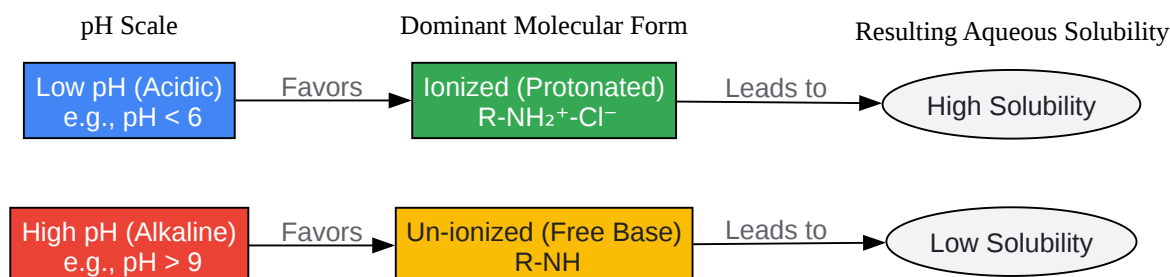 pH Scale
Dominant Molecular Form
Resulting Aqueous Solubility
Low pH (Acidic)
e.g., pH < 6
Favors
Ionized (Protonated)
R-NH₂⁺-Cl⁻
Leads to
High Solubility
High pH (Alkaline)
e.g., pH > 9
Favors
Un-ionized (Free Base)
R-NH
Leads to
Low Solubility